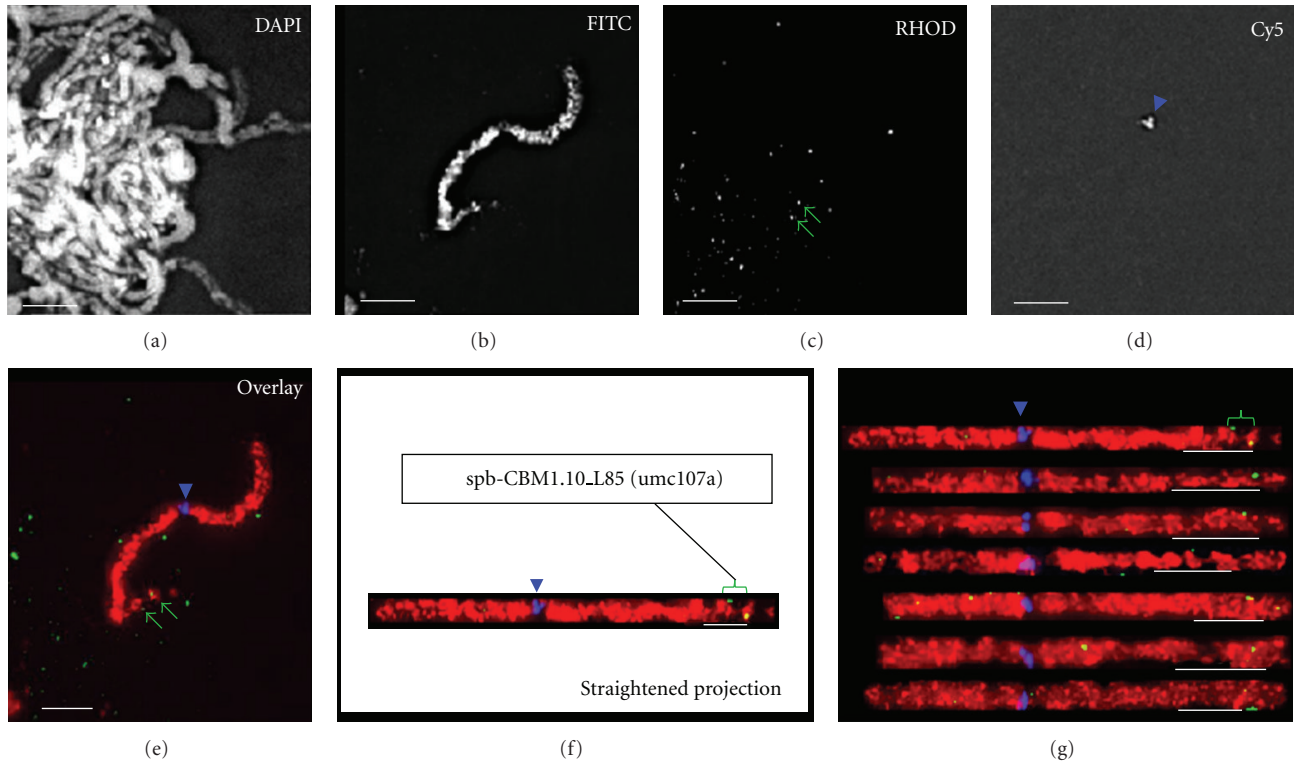 DAPI
FITC
RHOD
Cy5
(a)
(b)
(c)
(d)
Overlay
spb-CBM1.10_L85 (umc107a)
Straightened projection
(e)
(f)
(g)